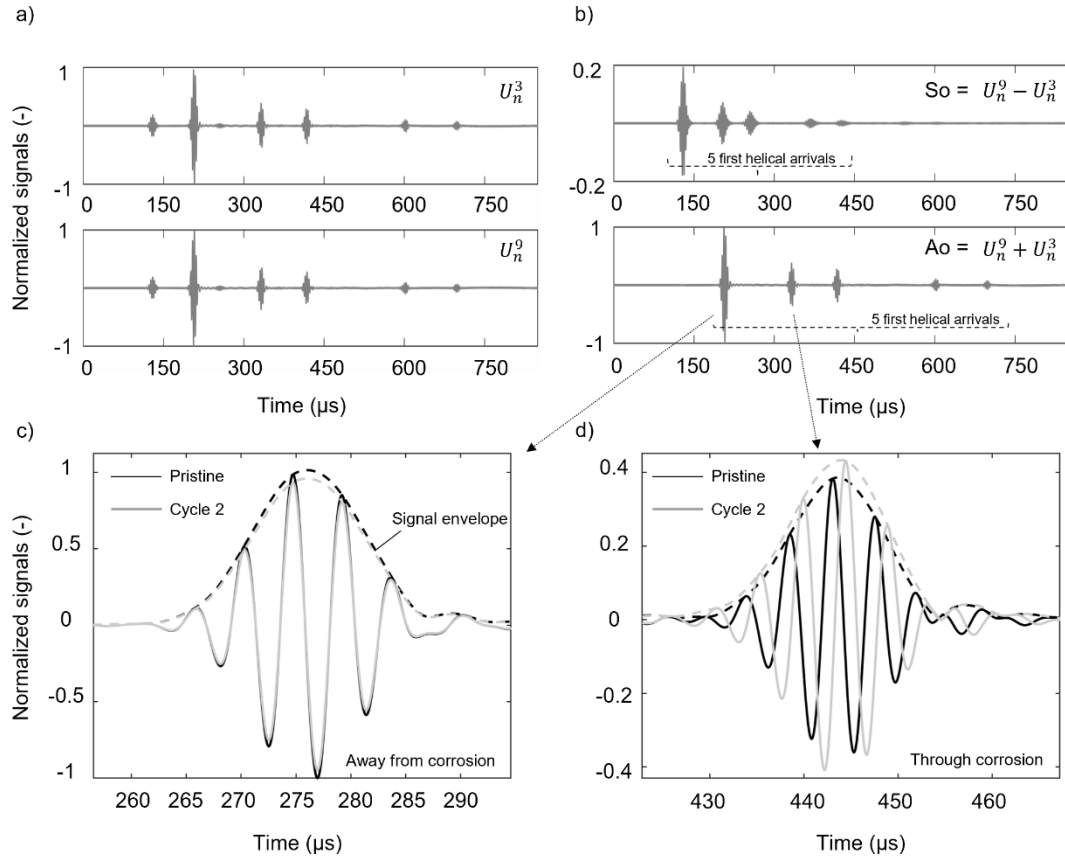 a)
b)
Normalized signals (-)
1
-1
U_n^3
0 150 300 450 600 750
1
-1
U_n^9
0 150 300 450 600 750
Time (μs)
0.2
-0.2
So = U_n^9 − U_n^3
5 first helical arrivals
0 150 300 450 600 750
1
-1
Ao = U_n^9 + U_n^3
5 first helical arrivals
0 150 300 450 600 750
Time (μs)
c)
d)
Normalized signals (-)
1
0.5
0
-0.5
-1
Pristine
Cycle 2
Signal envelope
Away from corrosion
260 265 270 275 280 285 290
Time (μs)
0.4
0.2
0
-0.2
-0.4
Pristine
Cycle 2
Through corrosion
430 440 450 460
Time (μs)